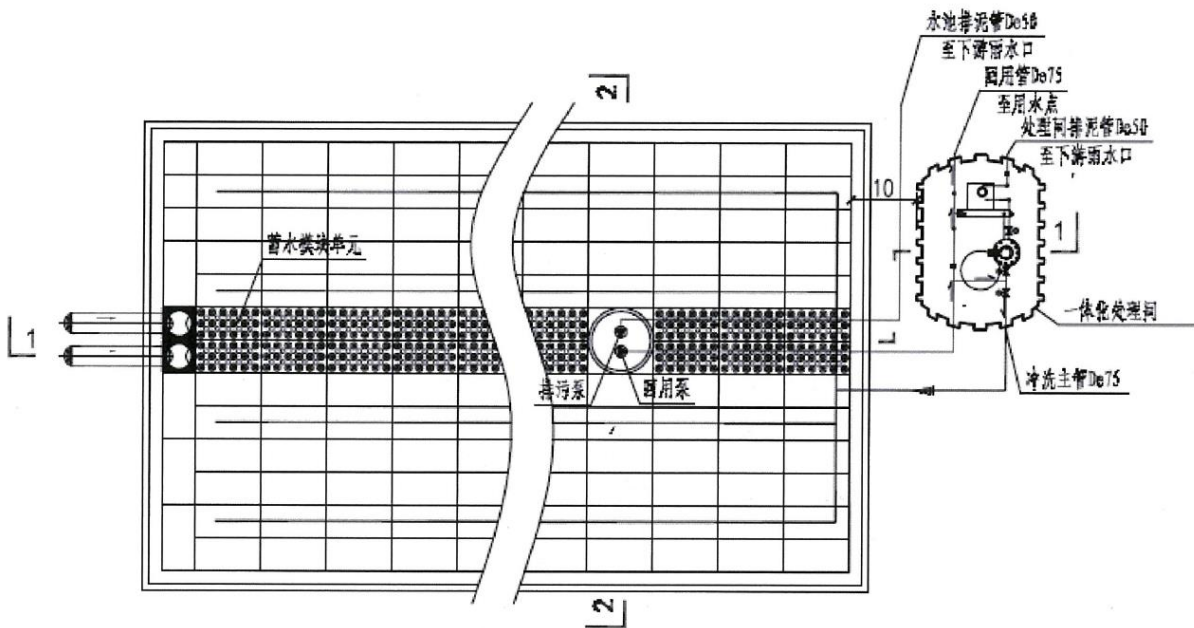 水池排泥管De50
至下游雨水口
回用管De75
至用水点
处理间排泥管De50
至下游雨水口
2
10
1
蓄水模块单元
1
一体化处理间
排污泵
回用泵
冲洗主管De75
2